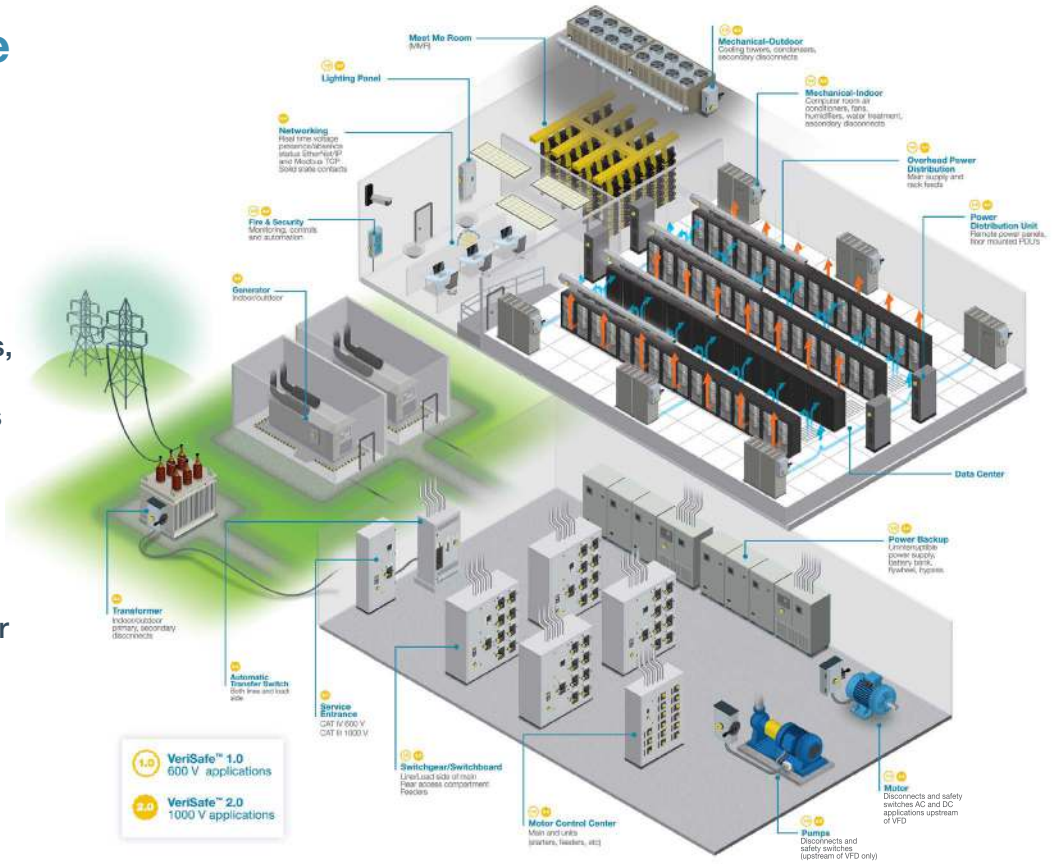 e
s,
s
r
Meet Me Room
(MMR)
Lighting Panel
Networking
Real time voltage
presence/absence
status EtherNet/IP
and Modbus TCP
Solid state contacts
Fire & Security
Monitoring, controls
and automation
Generator
Indoor/outdoor
Mechanical-Outdoor
Cooling towers, condensers,
secondary disconnects
Mechanical-Indoor
Computer room air
conditioners, fans,
humidifiers, water treatment,
secondary disconnects
Overhead Power
Distribution
Main supply and
rack feeds
Power
Distribution Unit
Remote power panels,
floor mounted PDU's
Data Center
Power Backup
Uninterruptible
power supply,
battery bank,
flywheel, bypass
Transformer
Indoor/outdoor
primary, secondary
disconnects
Automatic
Transfer Switch
Both lines and load
side
Service
Entrance
CAT IV 600 V
CAT III 1000 V
Switchgear/Switchboard
Line/Load side of main
Rear access compartment
Feeders
Motor Control Center
Main and units
(starters, feeders, etc)
Pumps
Disconnects and
safety switches
(upstream of VFD only)
Motor
Disconnects and safety
switches AC and DC
applications upstream
of VFD
1.0 VeriSafe™ 1.0
600 V applications
2.0 VeriSafe™ 2.0
1000 V applications